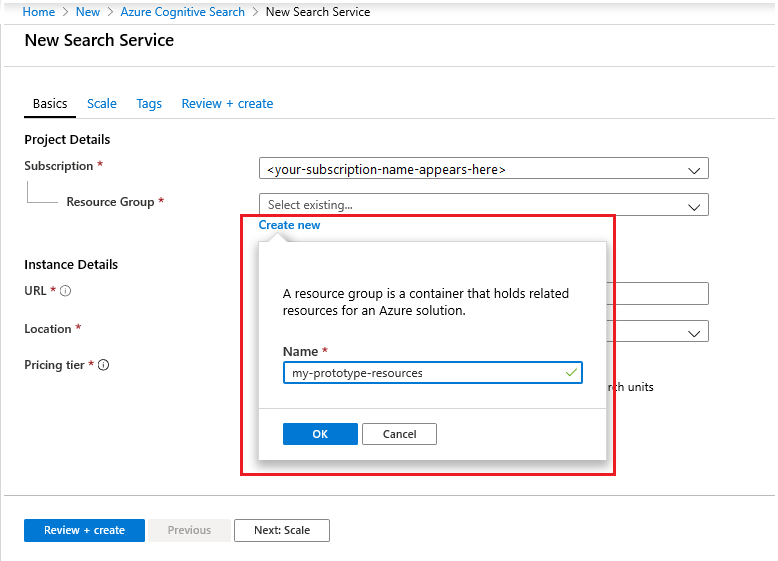 Home > New > Azure Cognitive Search > New Search Service
New Search Service
Basics Scale Tags Review + create
Project Details
Subscription * <your-subscription-name-appears-here>
Resource Group * Select existing...
Create new
A resource group is a container that holds related
resources for an Azure solution.
Name *
my-prototype-resources
OK Cancel
Instance Details
URL *
Location *
Pricing tier *
units
Review + create Previous Next: Scale